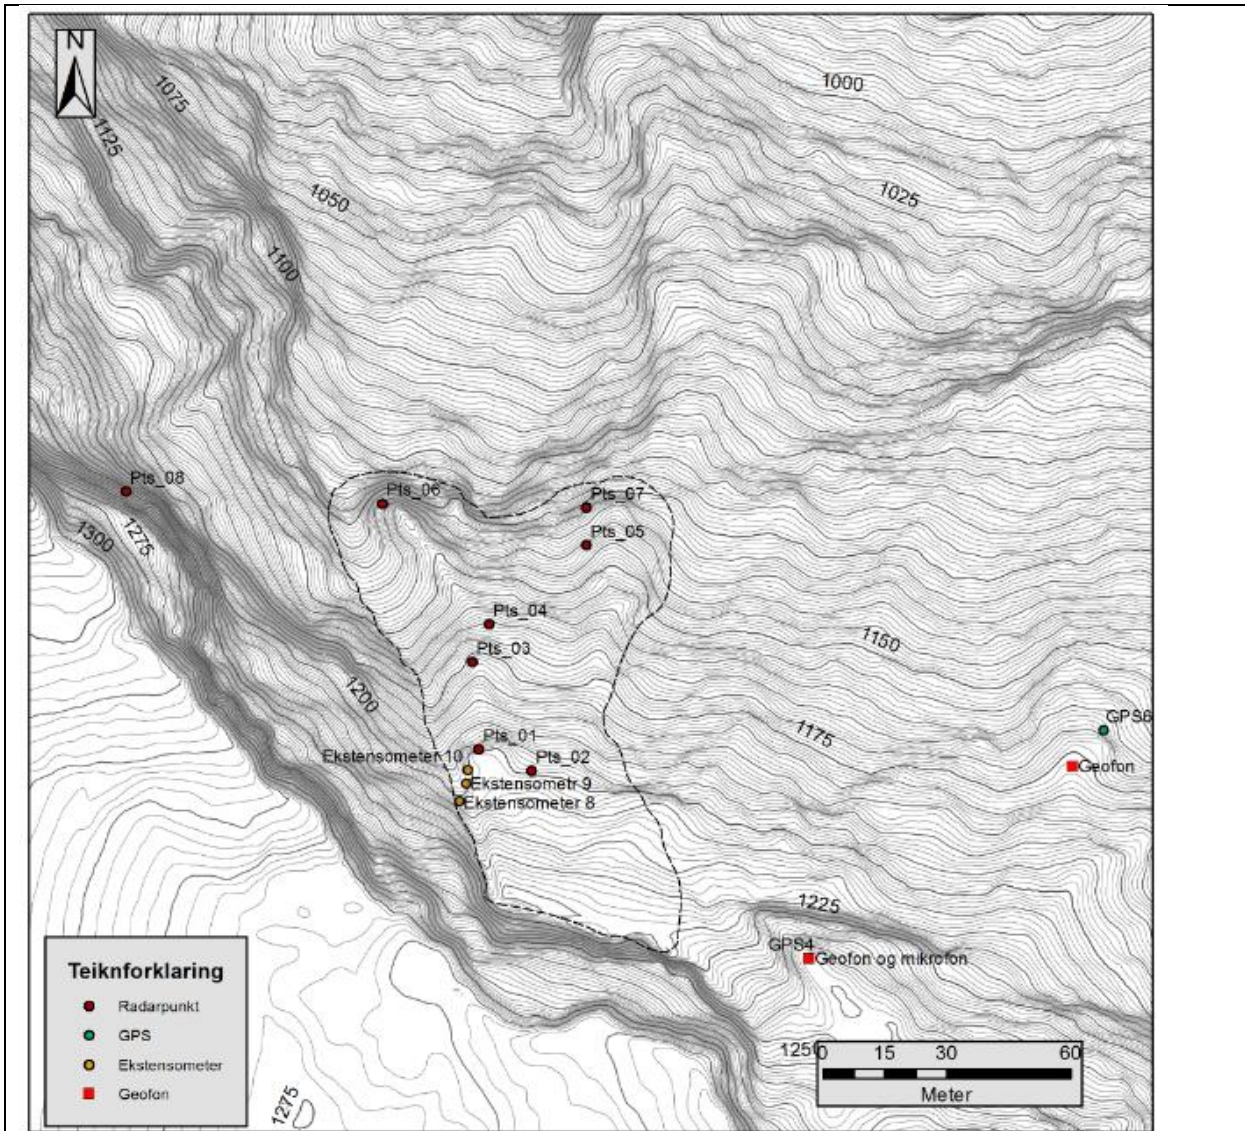 N
1000
1075
1125
1050
1025
1100
Pts_08
Pts_06
Pts_07
1275
1300
Pts_05
Pts_04
1150
Pts_03
1200
GPS6
1175
Pts_01
Ekstensometer 10
Pts_02
Geofon
Ekstensometr 9
Ekstensometer 8
1225
GPS4
Geofon og mikrofon
Teiknforklaring
Radarpunkt
GPS
Ekstensometer
Geofon
1250
0 15 30 60
Meter
1275